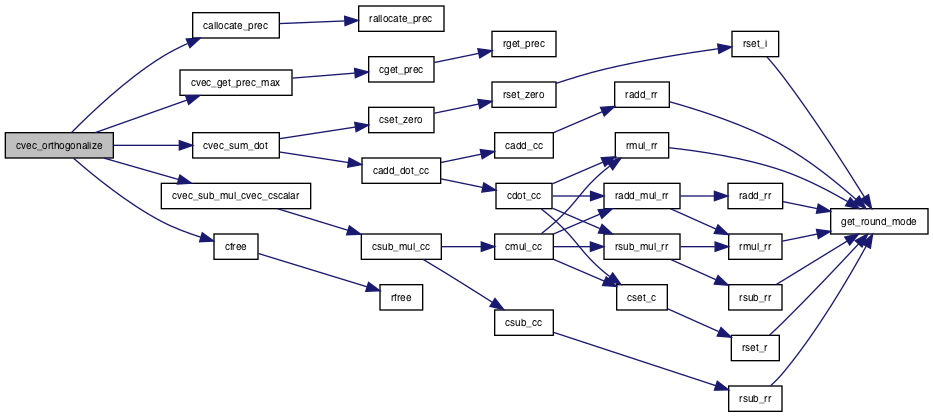 cvec_orthogonalize
callocate_prec
rallocate_prec
cvec_get_prec_max
cget_prec
rget_prec
cvec_sum_dot
cset_zero
rset_zero
rset_i
cadd_dot_cc
cadd_cc
radd_rr
cdot_cc
rmul_rr
radd_mul_rr
radd_rr
get_round_mode
cvec_sub_mul_cvec_cscalar
csub_mul_cc
cmul_cc
rsub_mul_rr
rmul_rr
rsub_rr
cset_c
rset_r
cfree
rfree
csub_cc
rsub_rr